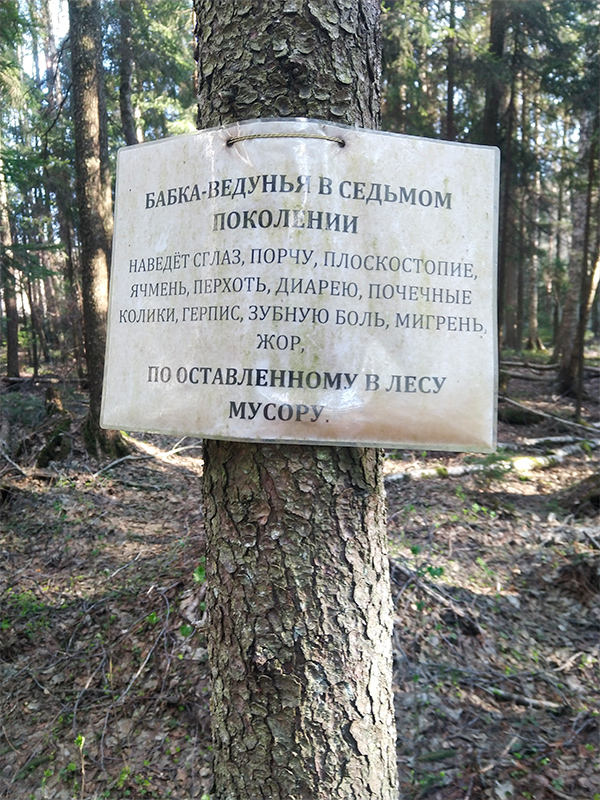 БАБКА-ВЕДУНЬЯ В СЕДЬМОМ
ПОКОЛЕНИИ
НАВЕДЁТ СГЛАЗ, ПОРЧУ, ПЛОСКОСТОПИЕ,
ЯЧМЕНЬ, ПЕРХОТЬ, ДИАРЕЮ, ПОЧЕЧНЫЕ
КОЛИКИ, ГЕРПИС, ЗУБНУЮ БОЛЬ, МИГРЕНЬ,
ЖОР,
ПО ОСТАВЛЕННОМУ В ЛЕСУ
МУСОРУ.